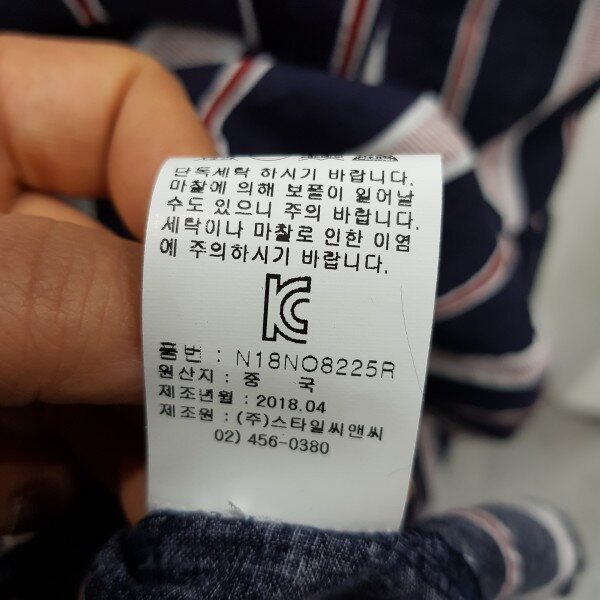 단독세탁 하시기 바랍니다.
마찰에 의해 보풀이 일어날
수도 있으니 주의 바랍니다.
세탁이나 마찰로 인한 이염
에 주의하시기 바랍니다.
KC
품 번 : N18NO8225R
원산지 : 중 국
제조년월 : 2018.04
제조원 : (주)스타일씨앤씨
02) 456-0380